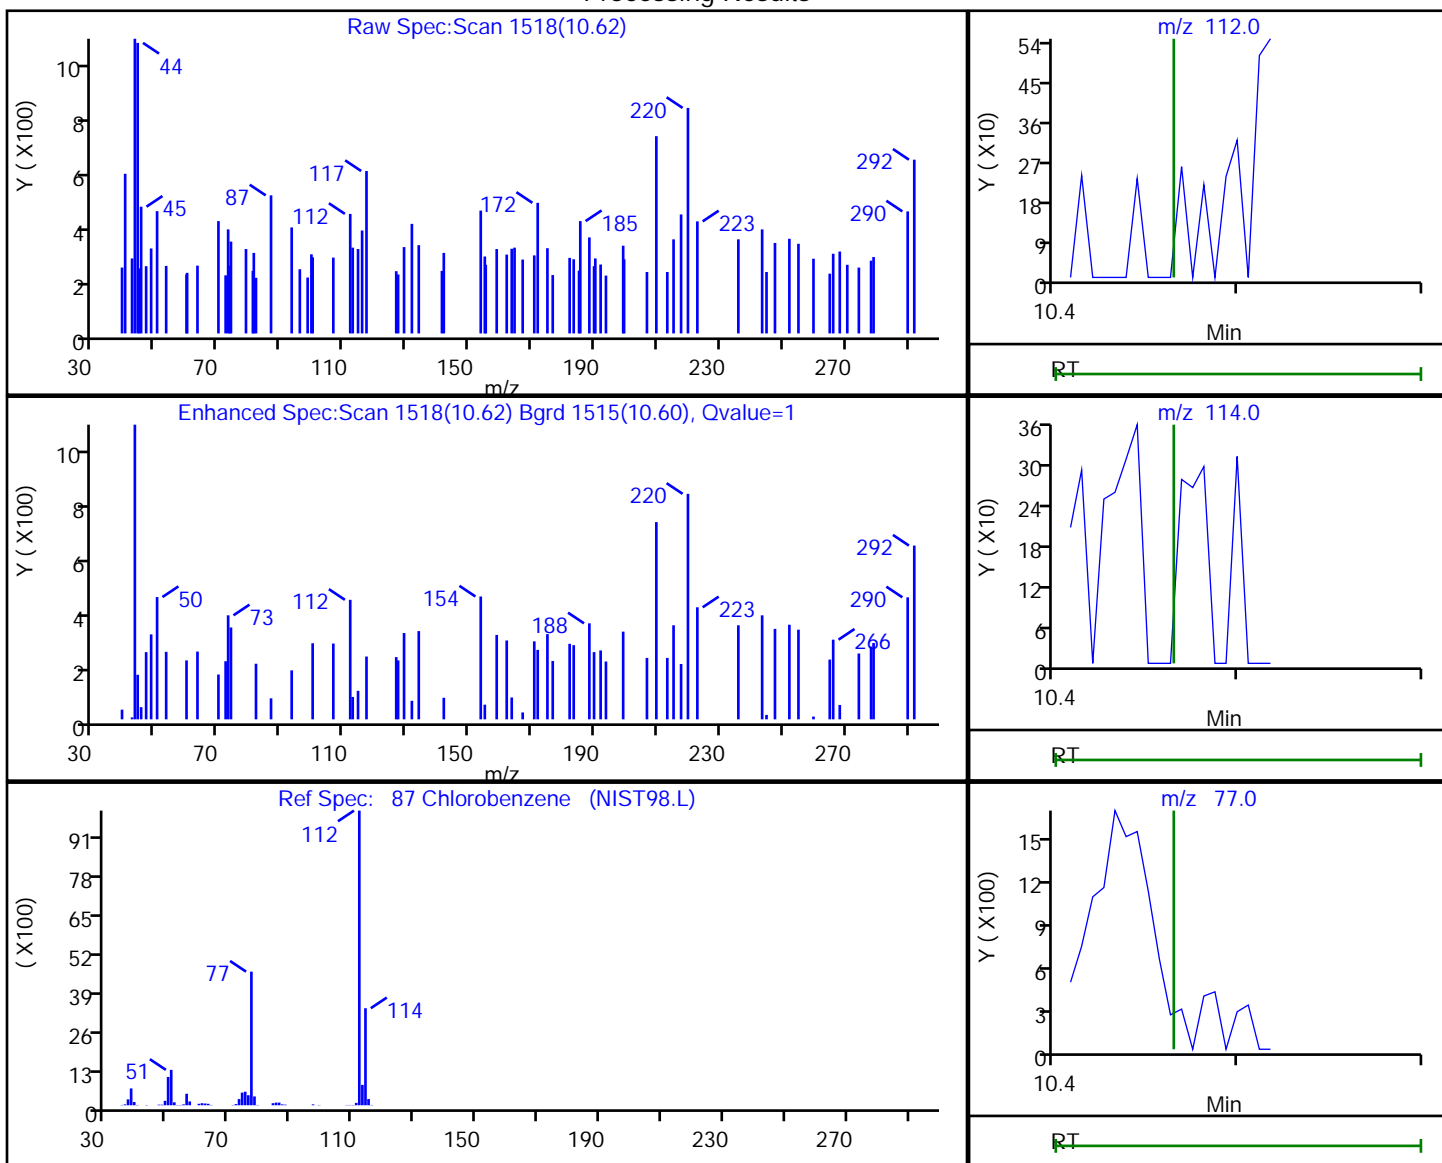 Processing Results
Raw Spec:Scan 1518(10.62)
Y ( X100)
10
8
6
4
2
0
44
45
87
112
117
172
185
220
223
290
292
30 70 110 150 190 230 270
m/z
m/z 112.0
Y ( X10)
54
45
36
27
18
9
0
10.4
Min
RT
Enhanced Spec:Scan 1518(10.62) Bgrd 1515(10.60), Qvalue=1
Y ( X100)
10
8
6
4
2
0
50
73
112
154
188
220
223
266
290
292
30 70 110 150 190 230 270
m/z
m/z 114.0
Y ( X10)
36
30
24
18
12
6
0
10.4
Min
RT
Ref Spec: 87 Chlorobenzene (NIST98.L)
( X100)
91
78
65
52
39
26
13
0
51
77
112
114
30 70 110 150 190 230 270
m/z 77.0
Y ( X100)
15
12
9
6
3
0
10.4
Min
RT